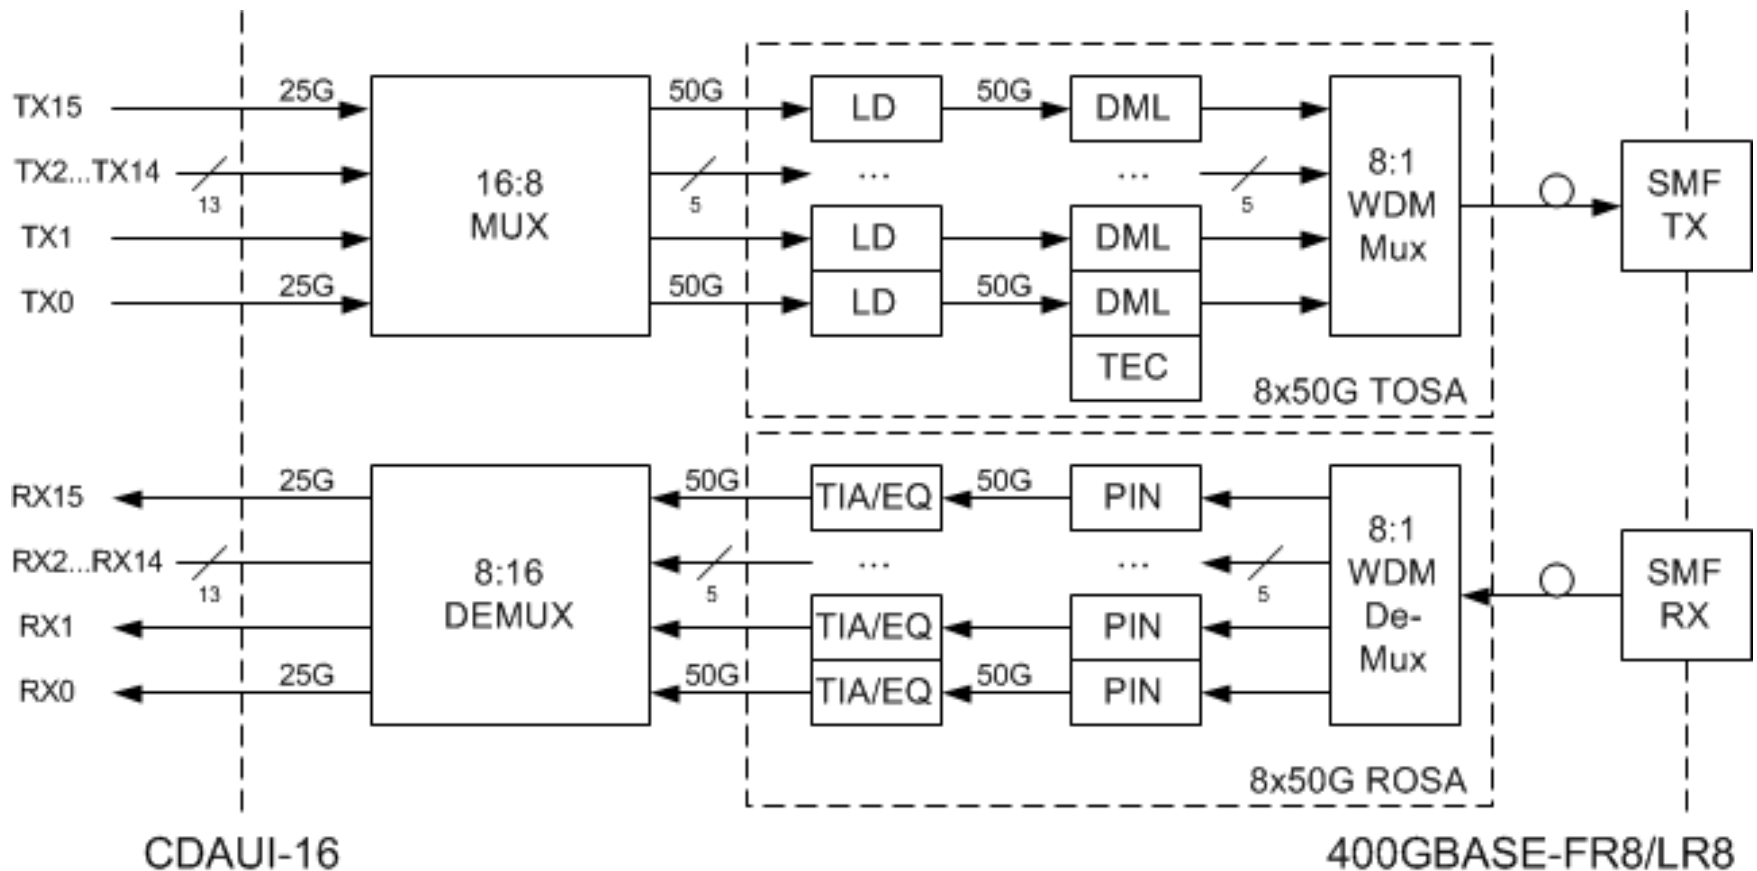 TX15
25G
50G
LD
50G
DML
TX2...TX14
13
16:8
MUX
5
...
...
5
8:1
WDM
Mux
SMF
TX
TX1
LD
DML
TX0
25G
50G
LD
50G
DML
TEC
8x50G TOSA
RX15
25G
50G
TIA/EQ
50G
PIN
RX2...RX14
13
8:16
DEMUX
5
...
...
5
8:1
WDM
De-
Mux
SMF
RX
RX1
TIA/EQ
PIN
RX0
25G
50G
TIA/EQ
50G
PIN
8x50G ROSA
CDAUI-16
400GBASE-FR8/LR8